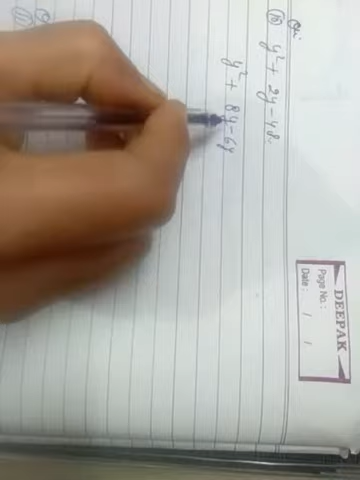 DEEPAK
Page No. :
Date : / /
y² + 2y - 48
y² + 8y - 6y